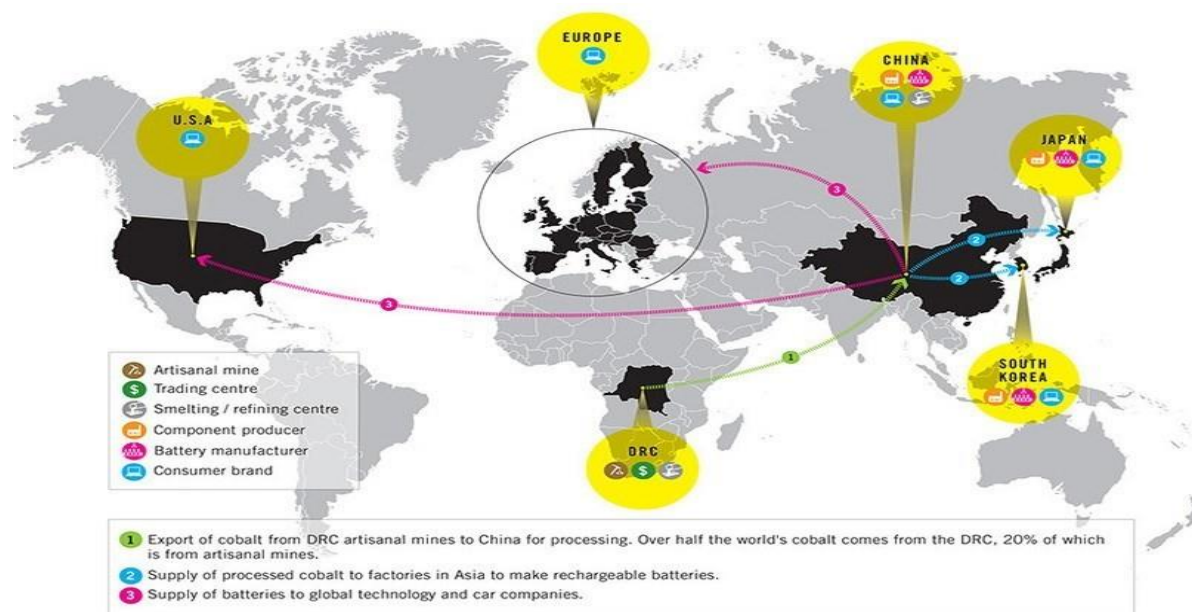 EUROPE
CHINA
U.S.A
JAPAN
3
2
2
3
1
SOUTH
KOREA
DRC
$
Artisanal mine
$ Trading centre
Smelting / refining centre
Component producer
Battery manufacturer
Consumer brand
1 Export of cobalt from DRC artisanal mines to China for processing. Over half the world's cobalt comes from the DRC, 20% of which
is from artisanal mines.
2 Supply of processed cobalt to factories in Asia to make rechargeable batteries.
3 Supply of batteries to global technology and car companies.